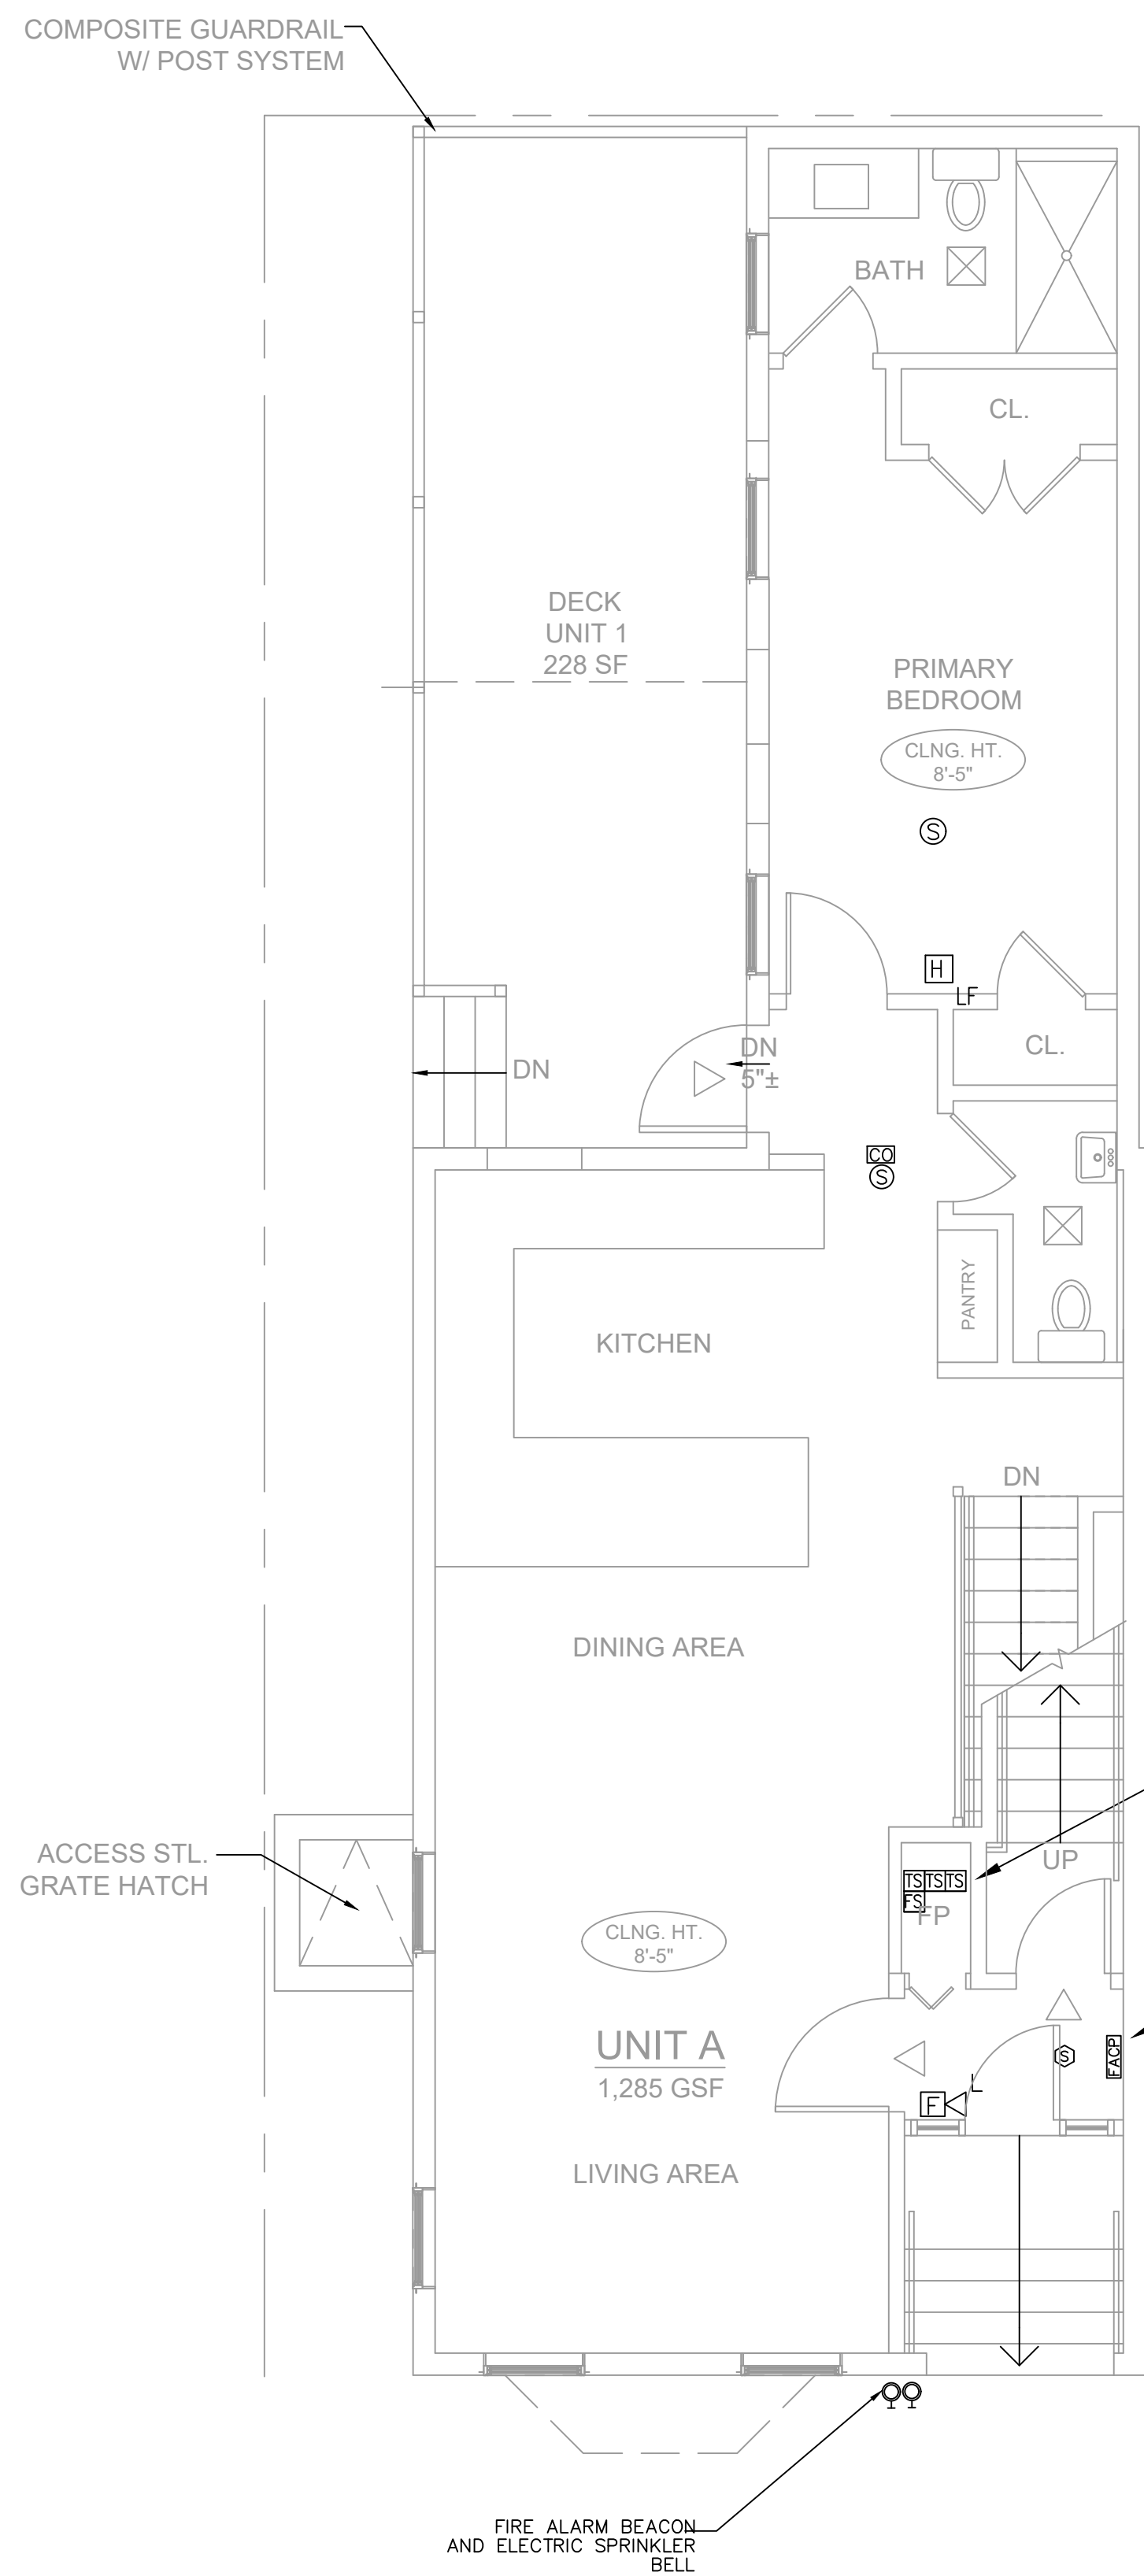 COMPOSITE GUARDRAIL
W/ POST SYSTEM
BATH
CL.
DECK
UNIT 1
228 SF
PRIMARY
BEDROOM
CLNG. HT.
8'-5"
S
H
LF
CL.
DN
5"±
DN
CO
S
PANTRY
KITCHEN
DN
DINING AREA
ACCESS STL.
GRATE HATCH
UP
TS TS TS
FS
FP
CLNG. HT.
8'-5"
UNIT A
1,285 GSF
S
FACP
L
F
LIVING AREA
FIRE ALARM BEACON
AND ELECTRIC SPRINKLER
BELL